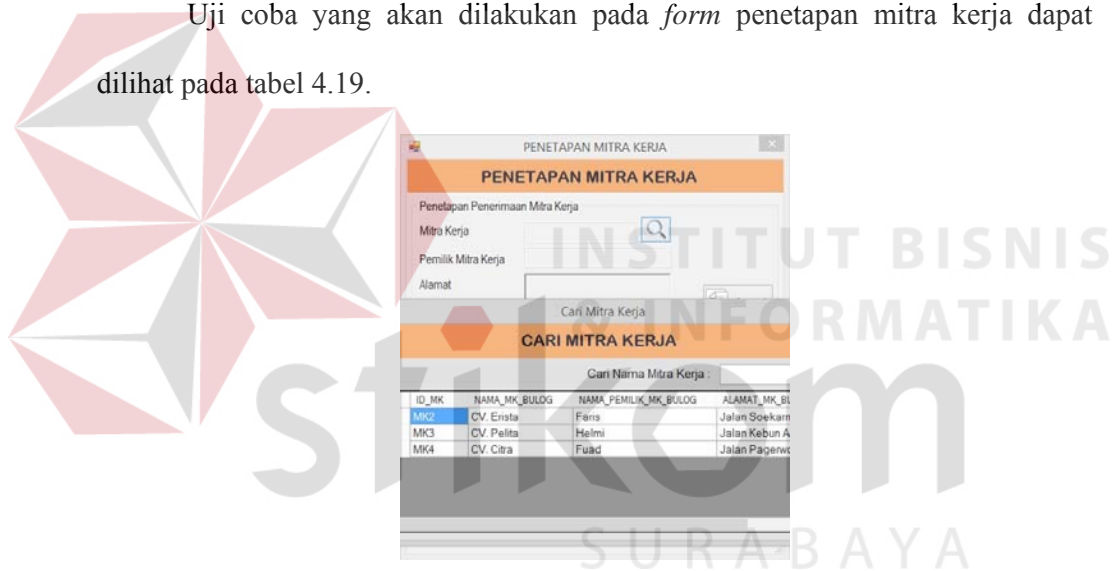 Uji coba yang akan dilakukan pada form penetapan mitra kerja dapat
dilihat pada tabel 4.19.
PENETAPAN MITRA KERJA
PENETAPAN MITRA KERJA
Penetapan Penerimaan Mitra Kerja
Mitra Kerja
Pemilik Mitra Kerja
Alamat
Cari Mitra Kerja
CARI MITRA KERJA
Cari Nama Mitra Kerja :
ID_MK NAMA_MK_BULOG NAMA_PEMILIK_MK_BULOG ALAMAT_MK_BU
MK2 CV. Erista Faris Jalan Soekarn
MK3 CV. Pelita Helmi Jalan Kebun A
MK4 CV. Citra Fuad Jalan Pagerwo
INSTITUT BISNIS
& INFORMATIKA
stikom
SURABAYA